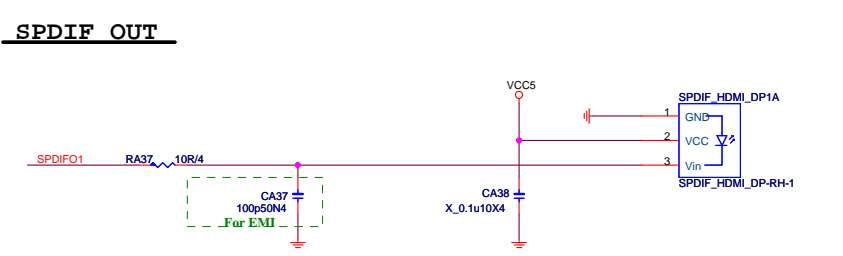 SPDIF OUT
VCC5
SPDIF_HDMI_DP1A
1
GND
2
VCC
SPDIFO1
RA37
10R/4
3
Vin
SPDIF_HDMI_DP-RH-1
CA37
100p50N4
For EMI
CA38
X_0.1u10X4